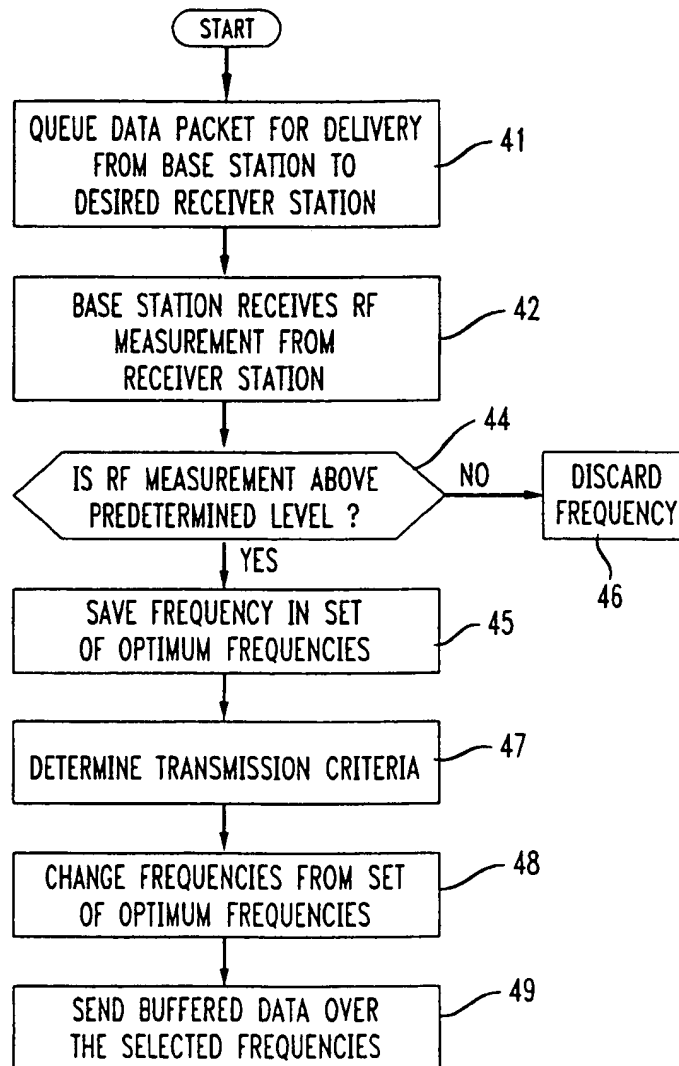 START
QUEUE DATA PACKET FOR DELIVERY
FROM BASE STATION TO
DESIRED RECEIVER STATION
41
BASE STATION RECEIVES RF
MEASUREMENT FROM
RECEIVER STATION
42
44
IS RF MEASUREMENT ABOVE
PREDETERMINED LEVEL ?
NO
DISCARD
FREQUENCY
46
YES
SAVE FREQUENCY IN SET
OF OPTIMUM FREQUENCIES
45
DETERMINE TRANSMISSION CRITERIA
47
CHANGE FREQUENCIES FROM SET
OF OPTIMUM FREQUENCIES
48
SEND BUFFERED DATA OVER
THE SELECTED FREQUENCIES
49